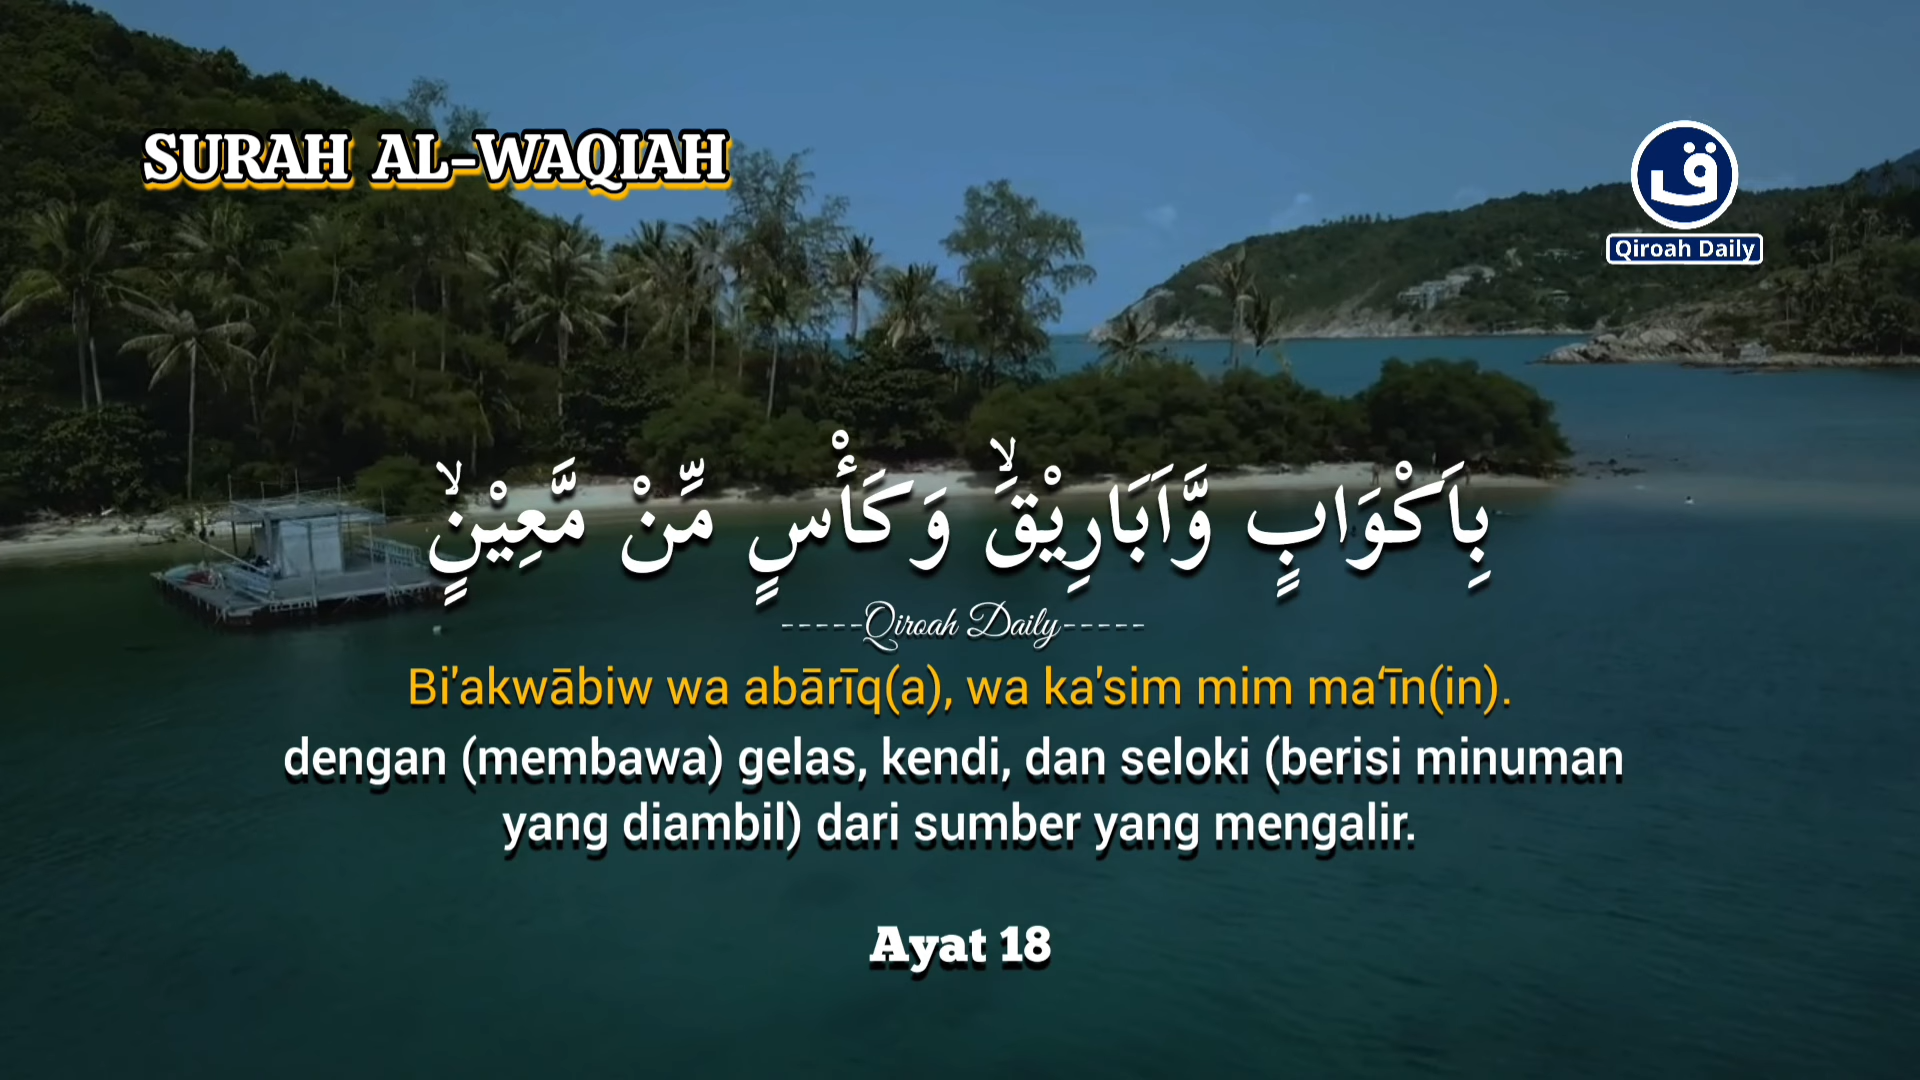 SURAH AL-WAQIAH
ق
Qiroah Daily
بِاَكْوَابٍ وَّاَبَارِيْقَۙ وَكَأْسٍ مِّنْ مَّعِيْنٍۙ
-----Qiroah Daily-----
Bi'akwābiw wa abārīq(a), wa ka'sim mim ma‘īn(in).
dengan (membawa) gelas, kendi, dan seloki (berisi minuman
yang diambil) dari sumber yang mengalir.
Ayat 18